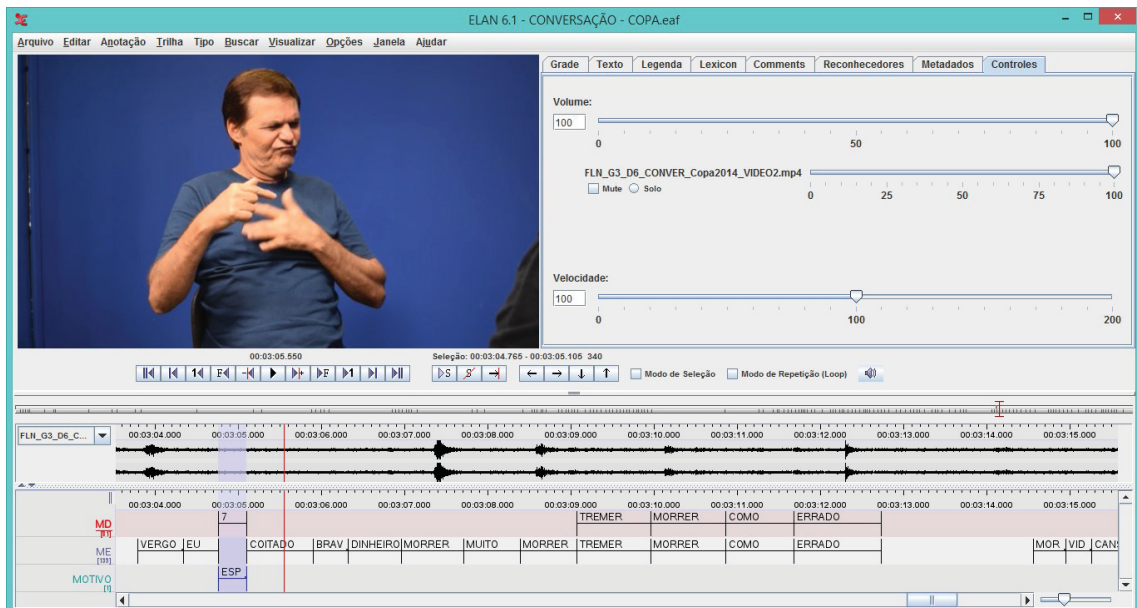 ELAN 6.1 - CONVERSAÇÃO - COPA.eaf
Arquivo Editar Anotação Trilha Tipo Buscar Visualizar Opções Janela Ajudar
Grade Texto Legenda Lexicon Comments Reconhecedores Metadados Controles
Volume:
100
0 50 100
FLN_G3_D6_CONVER_Copa2014_VIDEO2.mp4
Mute Solo
0 25 50 75 100
Velocidade:
100
0 100 200
00:03:05.550 Seleção: 00:03:04.765 - 00:03:05.105 340
Modo de Seleção Modo de Repetição (Loop)
FLN_G3_D6_C...
00:03:04.000 00:03:05.000 00:03:06.000 00:03:07.000 00:03:08.000 00:03:09.000 00:03:10.000 00:03:11.000 00:03:12.000 00:03:13.000 00:03:14.000 00:03:15.000
00:03:04.000 00:03:05.000 00:03:06.000 00:03:07.000 00:03:08.000 00:03:09.000 00:03:10.000 00:03:11.000 00:03:12.000 00:03:13.000 00:03:14.000 00:03:15.000
MD 7 TREMER MORRER COMO ERRADO
ME VERGO EU COITADO BRAV DINHEIRO MORRER MUITO MORRER TREMER MORRER COMO ERRADO MOR VID CAN
[133]
MOTIVO ESP
[1]